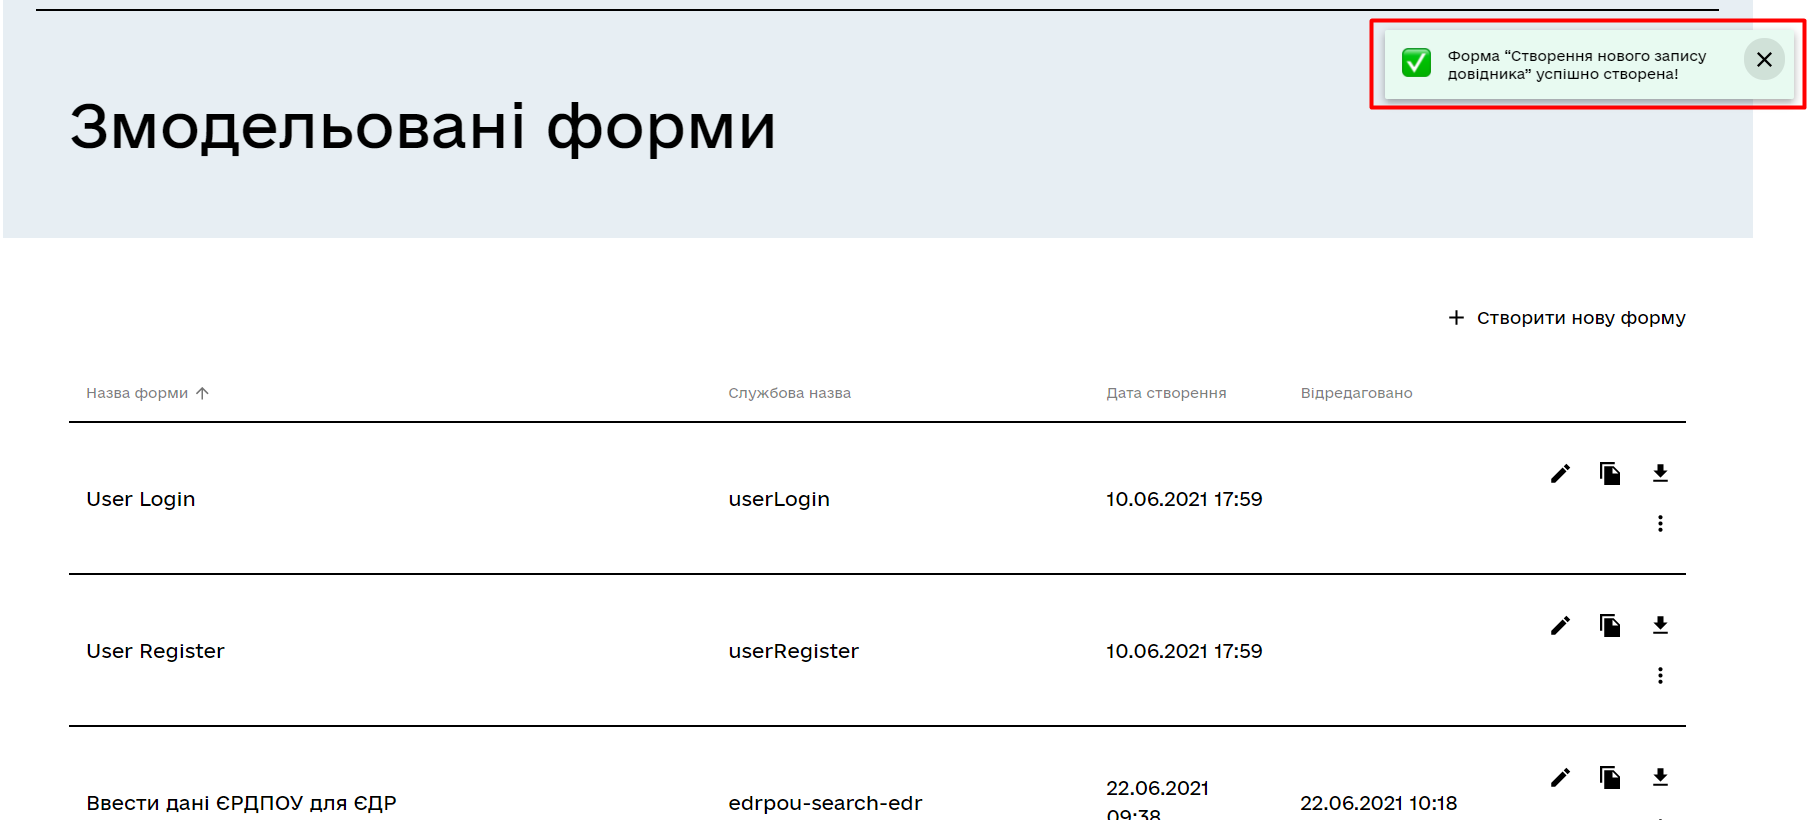 Форма “Створення нового запису
довідника” успішно створена!
Змодельовані форми
Створити нову форму
Назва форми Службова назва Дата створення Відредаговано
User Login userLogin 10.06.2021 17:59
User Register userRegister 10.06.2021 17:59
Ввести дані ЄРДПОУ для ЄДР edrpou-search-edr 22.06.2021 09:38 22.06.2021 10:18